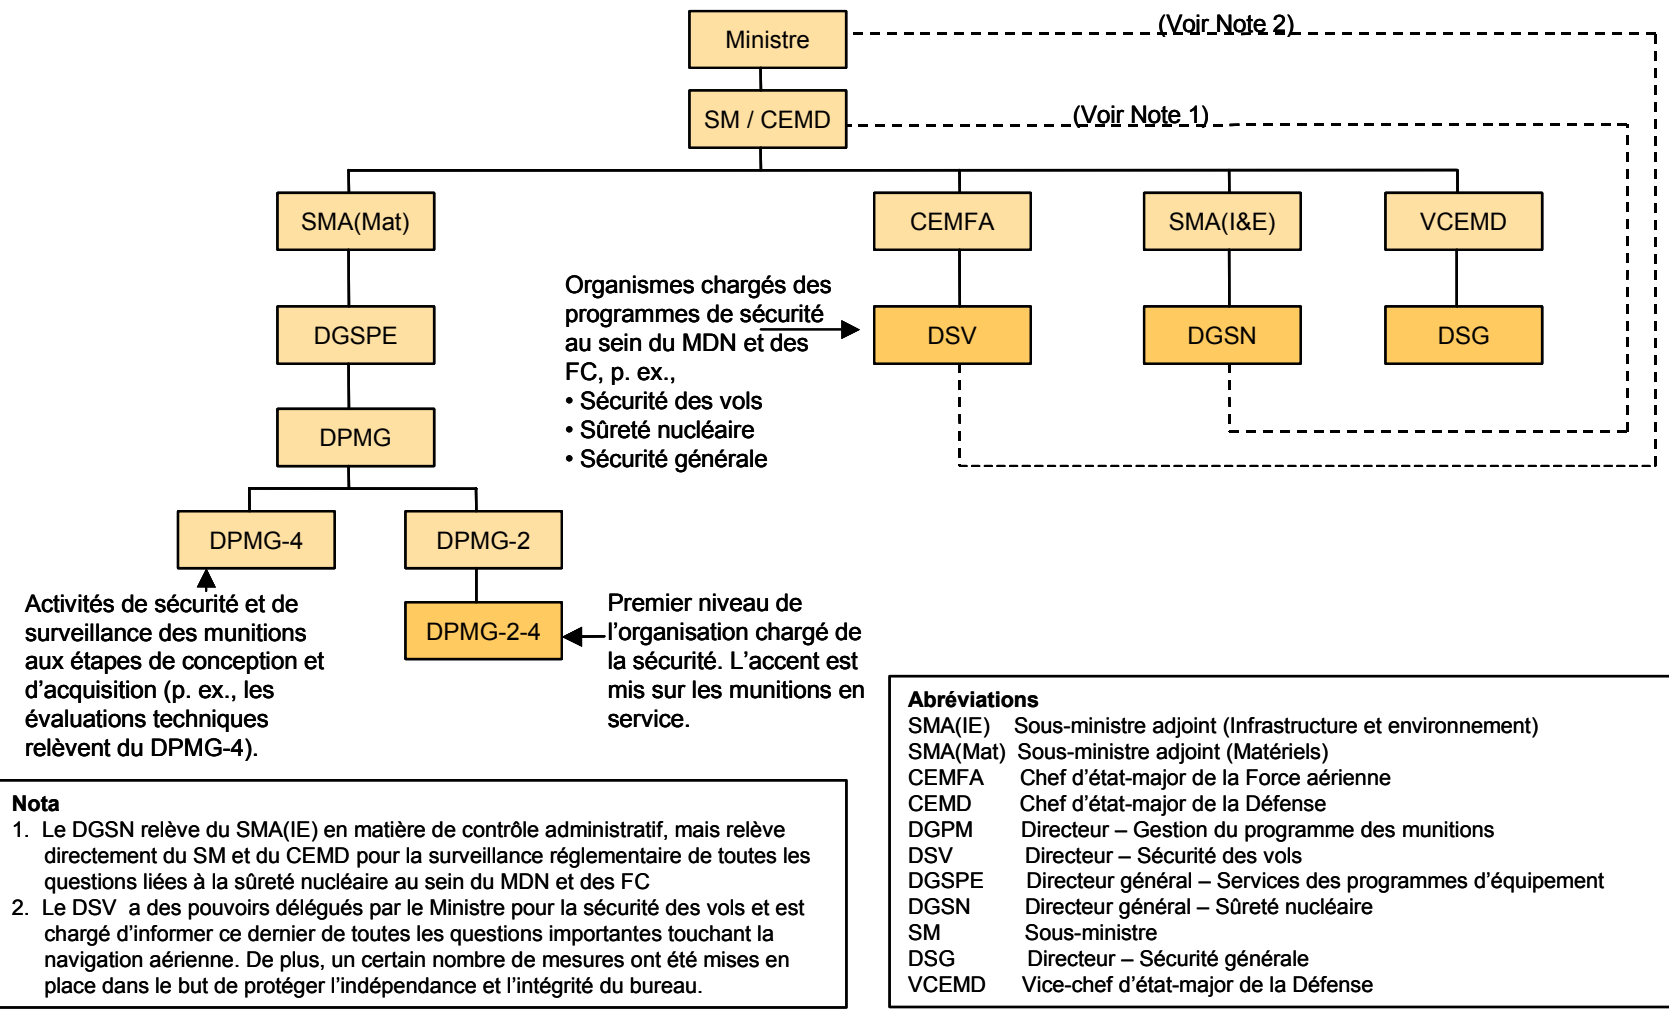 Ministre
(Voir Note 2)
SM / CEMD
(Voir Note 1)
SMA(Mat)
CEMFA
SMA(I&E)
VCEMD
Organismes chargés des
programmes de sécurité
au sein du MDN et des
FC, p. ex.,
• Sécurité des vols
• Sûreté nucléaire
• Sécurité générale
DGSPE
DSV
DGSN
DSG
DPMG
DPMG-4
DPMG-2
DPMG-2-4
Activités de sécurité et de
surveillance des munitions
aux étapes de conception et
d'acquisition (p. ex., les
évaluations techniques
relèvent du DPMG-4).
Premier niveau de
l'organisation chargé de
la sécurité. L'accent est
mis sur les munitions en
service.
Nota
1. Le DGSN relève du SMA(IE) en matière de contrôle administratif, mais relève
directement du SM et du CEMD pour la surveillance réglementaire de toutes les
questions liées à la sûreté nucléaire au sein du MDN et des FC
2. Le DSV a des pouvoirs délégués par le Ministre pour la sécurité des vols et est
chargé d'informer ce dernier de toutes les questions importantes touchant la
navigation aérienne. De plus, un certain nombre de mesures ont été mises en
place dans le but de protéger l'indépendance et l'intégrité du bureau.
Abréviations
SMA(IE) Sous-ministre adjoint (Infrastructure et environnement)
SMA(Mat) Sous-ministre adjoint (Matériels)
CEMFA Chef d'état-major de la Force aérienne
CEMD Chef d'état-major de la Défense
DGPM Directeur – Gestion du programme des munitions
DSV Directeur – Sécurité des vols
DGSPE Directeur général – Services des programmes d'équipement
DGSN Directeur général – Sûreté nucléaire
SM Sous-ministre
DSG Directeur – Sécurité générale
VCEMD Vice-chef d'état-major de la Défense